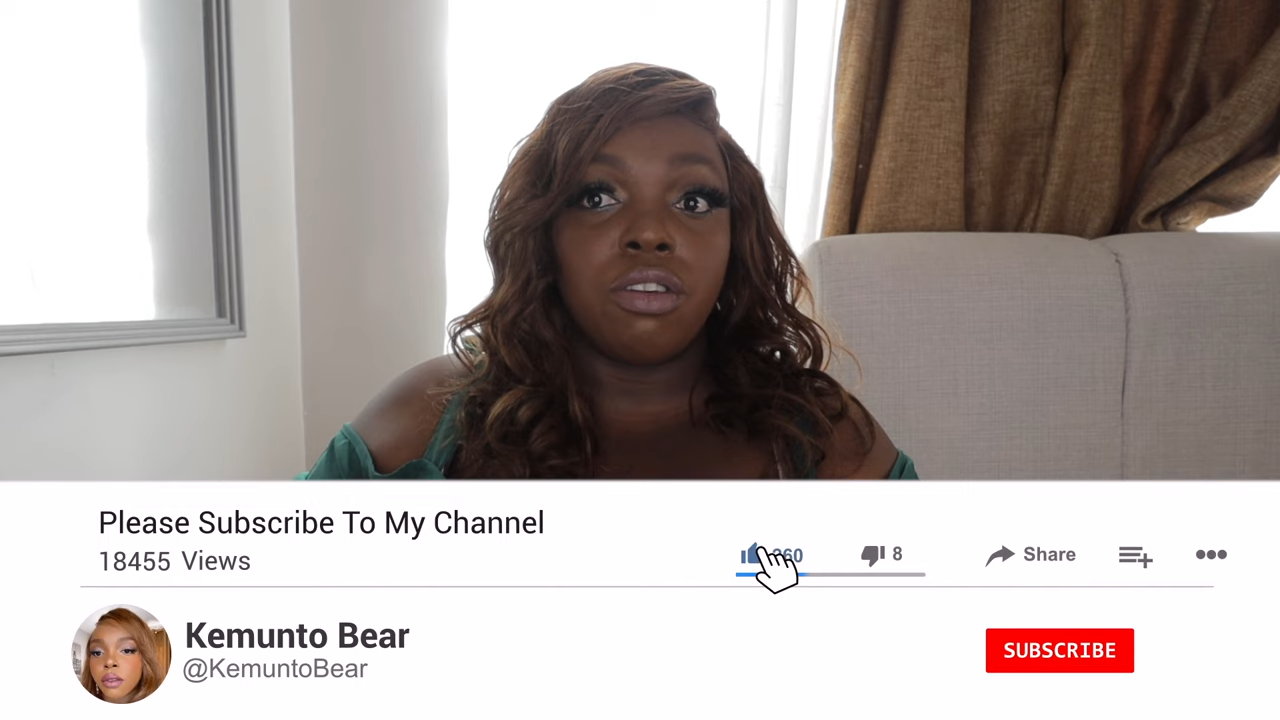 Please Subscribe To My Channel
18455 Views
8
Share
Kemunto Bear
@KemuntoBear
SUBSCRIBE